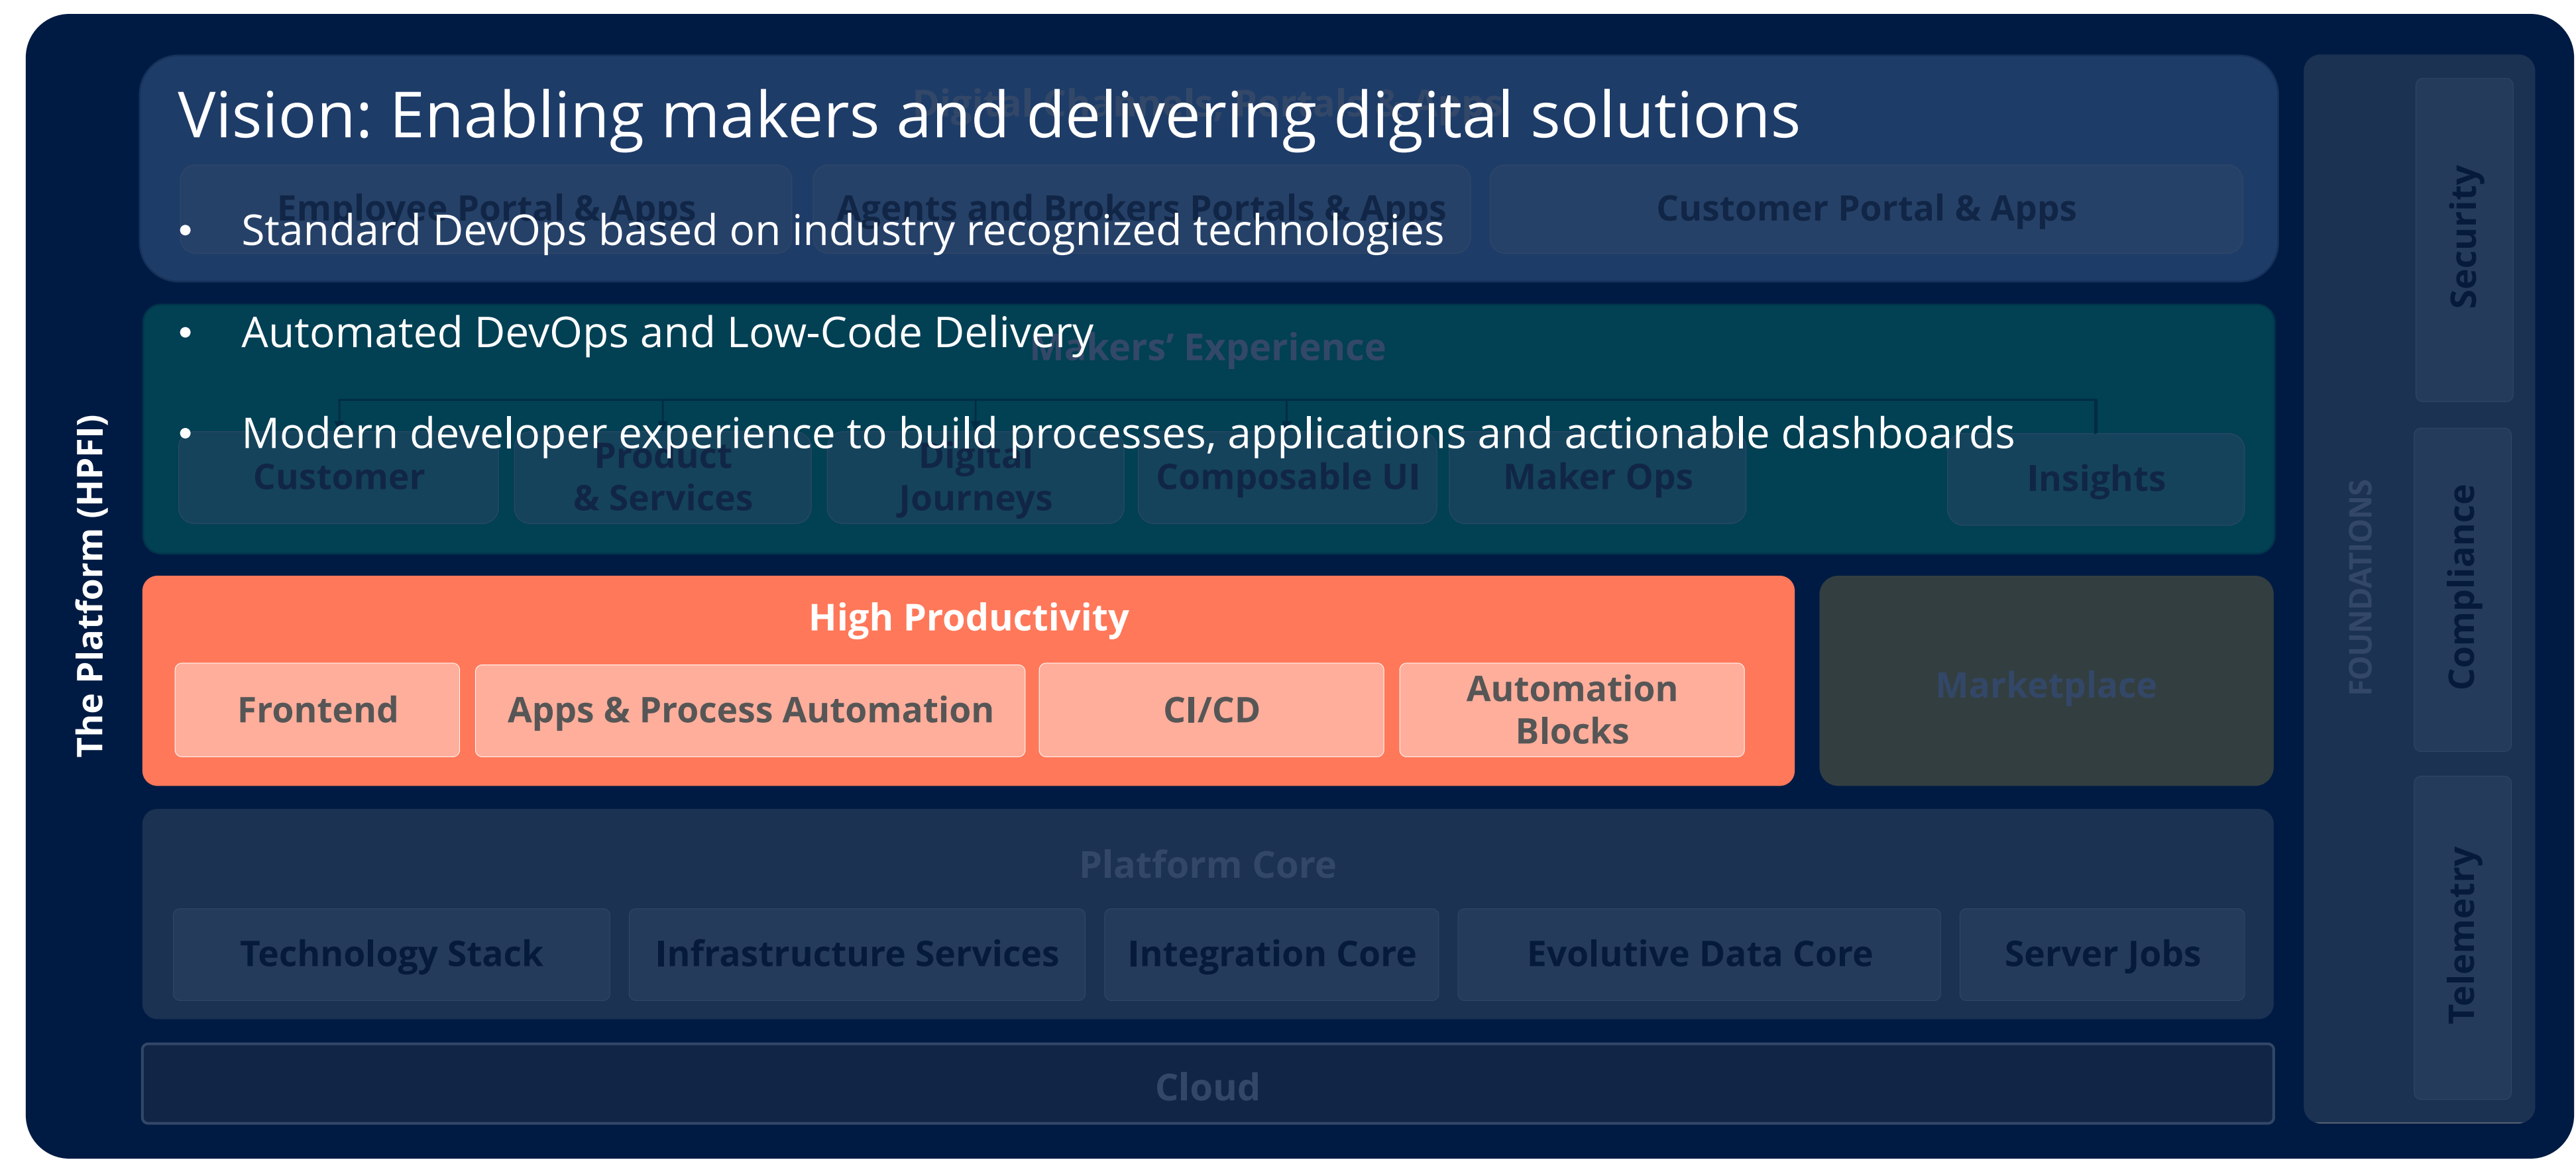 Vision: Enabling makers and delivering digital solutions
Digital Channels, Portals & Apps
Employee Portal & Apps
Agents and Brokers Portals & Apps
Customer Portal & Apps
• Standard DevOps based on industry recognized technologies
• Automated DevOps and Low-Code Delivery
Makers’ Experience
• Modern developer experience to build processes, applications and actionable dashboards
Customer
Product
& Services
Digital
Journeys
Composable UI
Maker Ops
Insights
The Platform (HPFI)
High Productivity
Frontend
Apps & Process Automation
CI/CD
Automation
Blocks
Marketplace
Platform Core
Technology Stack
Infrastructure Services
Integration Core
Evolutive Data Core
Server Jobs
Cloud
FOUNDATIONS
Security
Compliance
Telemetry